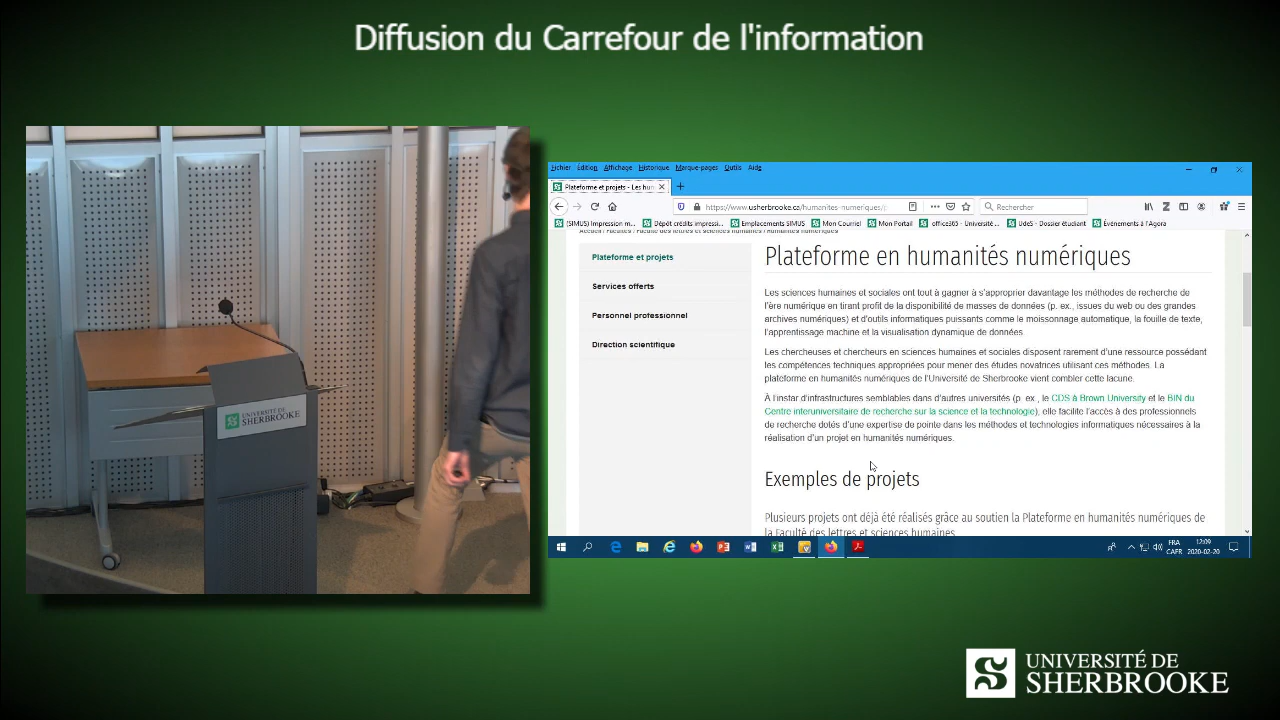 Diffusion du Carrefour de l'information
UNIVERSITÉ DE
SHERBROOKE
Fichier Édition Affichage Historique Marque-pages Outils Aide
Plateforme et projets - Les hum
https://www.usherbrooke.ca/humanites-numeriques/
Rechercher
(SIMUS) Impression m... Dépôt crédits impressi... Emplacements SIMUS Mon Courriel Mon Portail office365 - Université ... UdeS - Dossier étudiant Événements à l'Agora
Accueil / Facultés / Faculté des lettres et sciences humaines / Humanités numériques
Plateforme et projets
Services offerts
Personnel professionnel
Direction scientifique
Plateforme en humanités numériques
Les sciences humaines et sociales ont tout à gagner à s'approprier davantage les méthodes de recherche de
l'ère numérique en tirant profit de la disponibilité de masses de données (p. ex., issues du web ou des grandes
archives numériques) et d'outils informatiques puissants comme le moissonnage automatique, la fouille de texte,
l'apprentissage machine et la visualisation dynamique de données.
Les chercheuses et chercheurs en sciences humaines et sociales disposent rarement d'une ressource possédant
les compétences techniques appropriées pour mener des études novatrices utilisant ces méthodes. La
plateforme en humanités numériques de l'Université de Sherbrooke vient combler cette lacune.
À l'instar d'infrastructures semblables dans d'autres universités (p. ex., le CDS à Brown University et le BIN du
Centre interuniversitaire de recherche sur la science et la technologie), elle facilite l'accès à des professionnels
de recherche dotés d'une expertise de pointe dans les méthodes et technologies informatiques nécessaires à la
réalisation d'un projet en humanités numériques.
Exemples de projets
Plusieurs projets ont déjà été réalisés grâce au soutien la Plateforme en humanités numériques de
la Faculté des lettres et sciences humaines
FRA
CAFR
12:09
2020-02-20
UNIVERSITÉ DE
SHERBROOKE